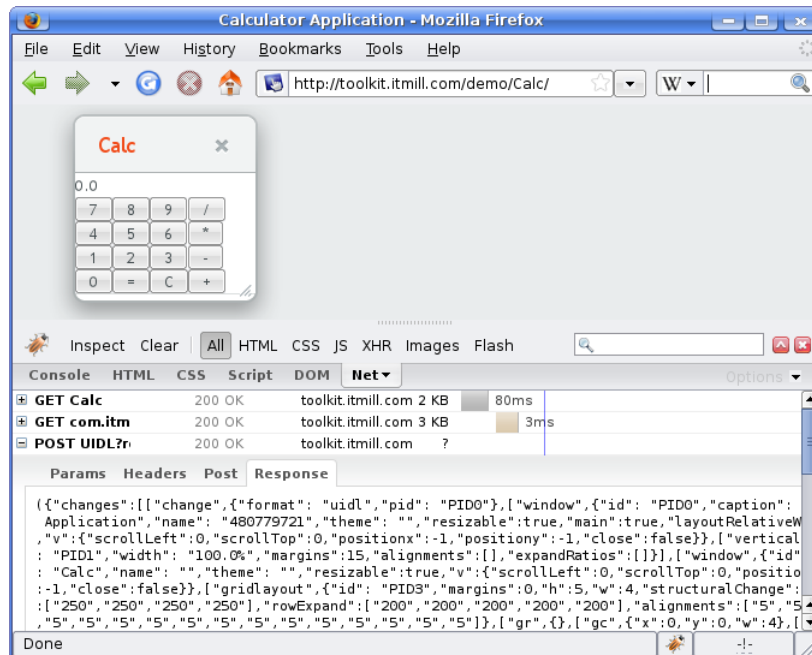 Calculator Application - Mozilla Firefox
File Edit View History Bookmarks Tools Help
http://toolkit.itmill.com/demo/Calc/ W
Calc
0.0
7 8 9 /
4 5 6 *
1 2 3 -
0 = C +
Inspect Clear All HTML CSS JS XHR Images Flash
Console HTML CSS Script DOM Net Options
GET Calc 200 OK toolkit.itmill.com 2 KB 80ms
GET com.itm 200 OK toolkit.itmill.com 3 KB 3ms
POST UIDL?r 200 OK toolkit.itmill.com ?
Params Headers Post Response
({"changes":[["change",{"format": "uidl","pid": "PID0"},["window",{"id": "PID0","caption":
Application","name": "480779721","theme": "","resizable":true,"main":true,"layoutRelativeW
,"v":{"scrollLeft":0,"scrollTop":0,"positionx":-1,"positiony":-1,"close":false}},["vertical
: "PID1","width": "100.0%","margins":15,"alignments":[],"expandRatios":[]}],["window",{"id"
: "Calc","name": "","theme": "","resizable":true,"v":{"scrollLeft":0,"scrollTop":0,"positio
:-1,"close":false}},["gridlayout",{"id": "PID3","margins":0,"h":5,"w":4,"structuralChange":
:["250","250","250","250"],"rowExpand":["200","200","200","200","200"],"alignments":["5","5
,"5","5","5","5","5","5","5","5","5","5","5","5"]},["gr",{},["gc",{"x":0,"y":0,"w":4},[
Done